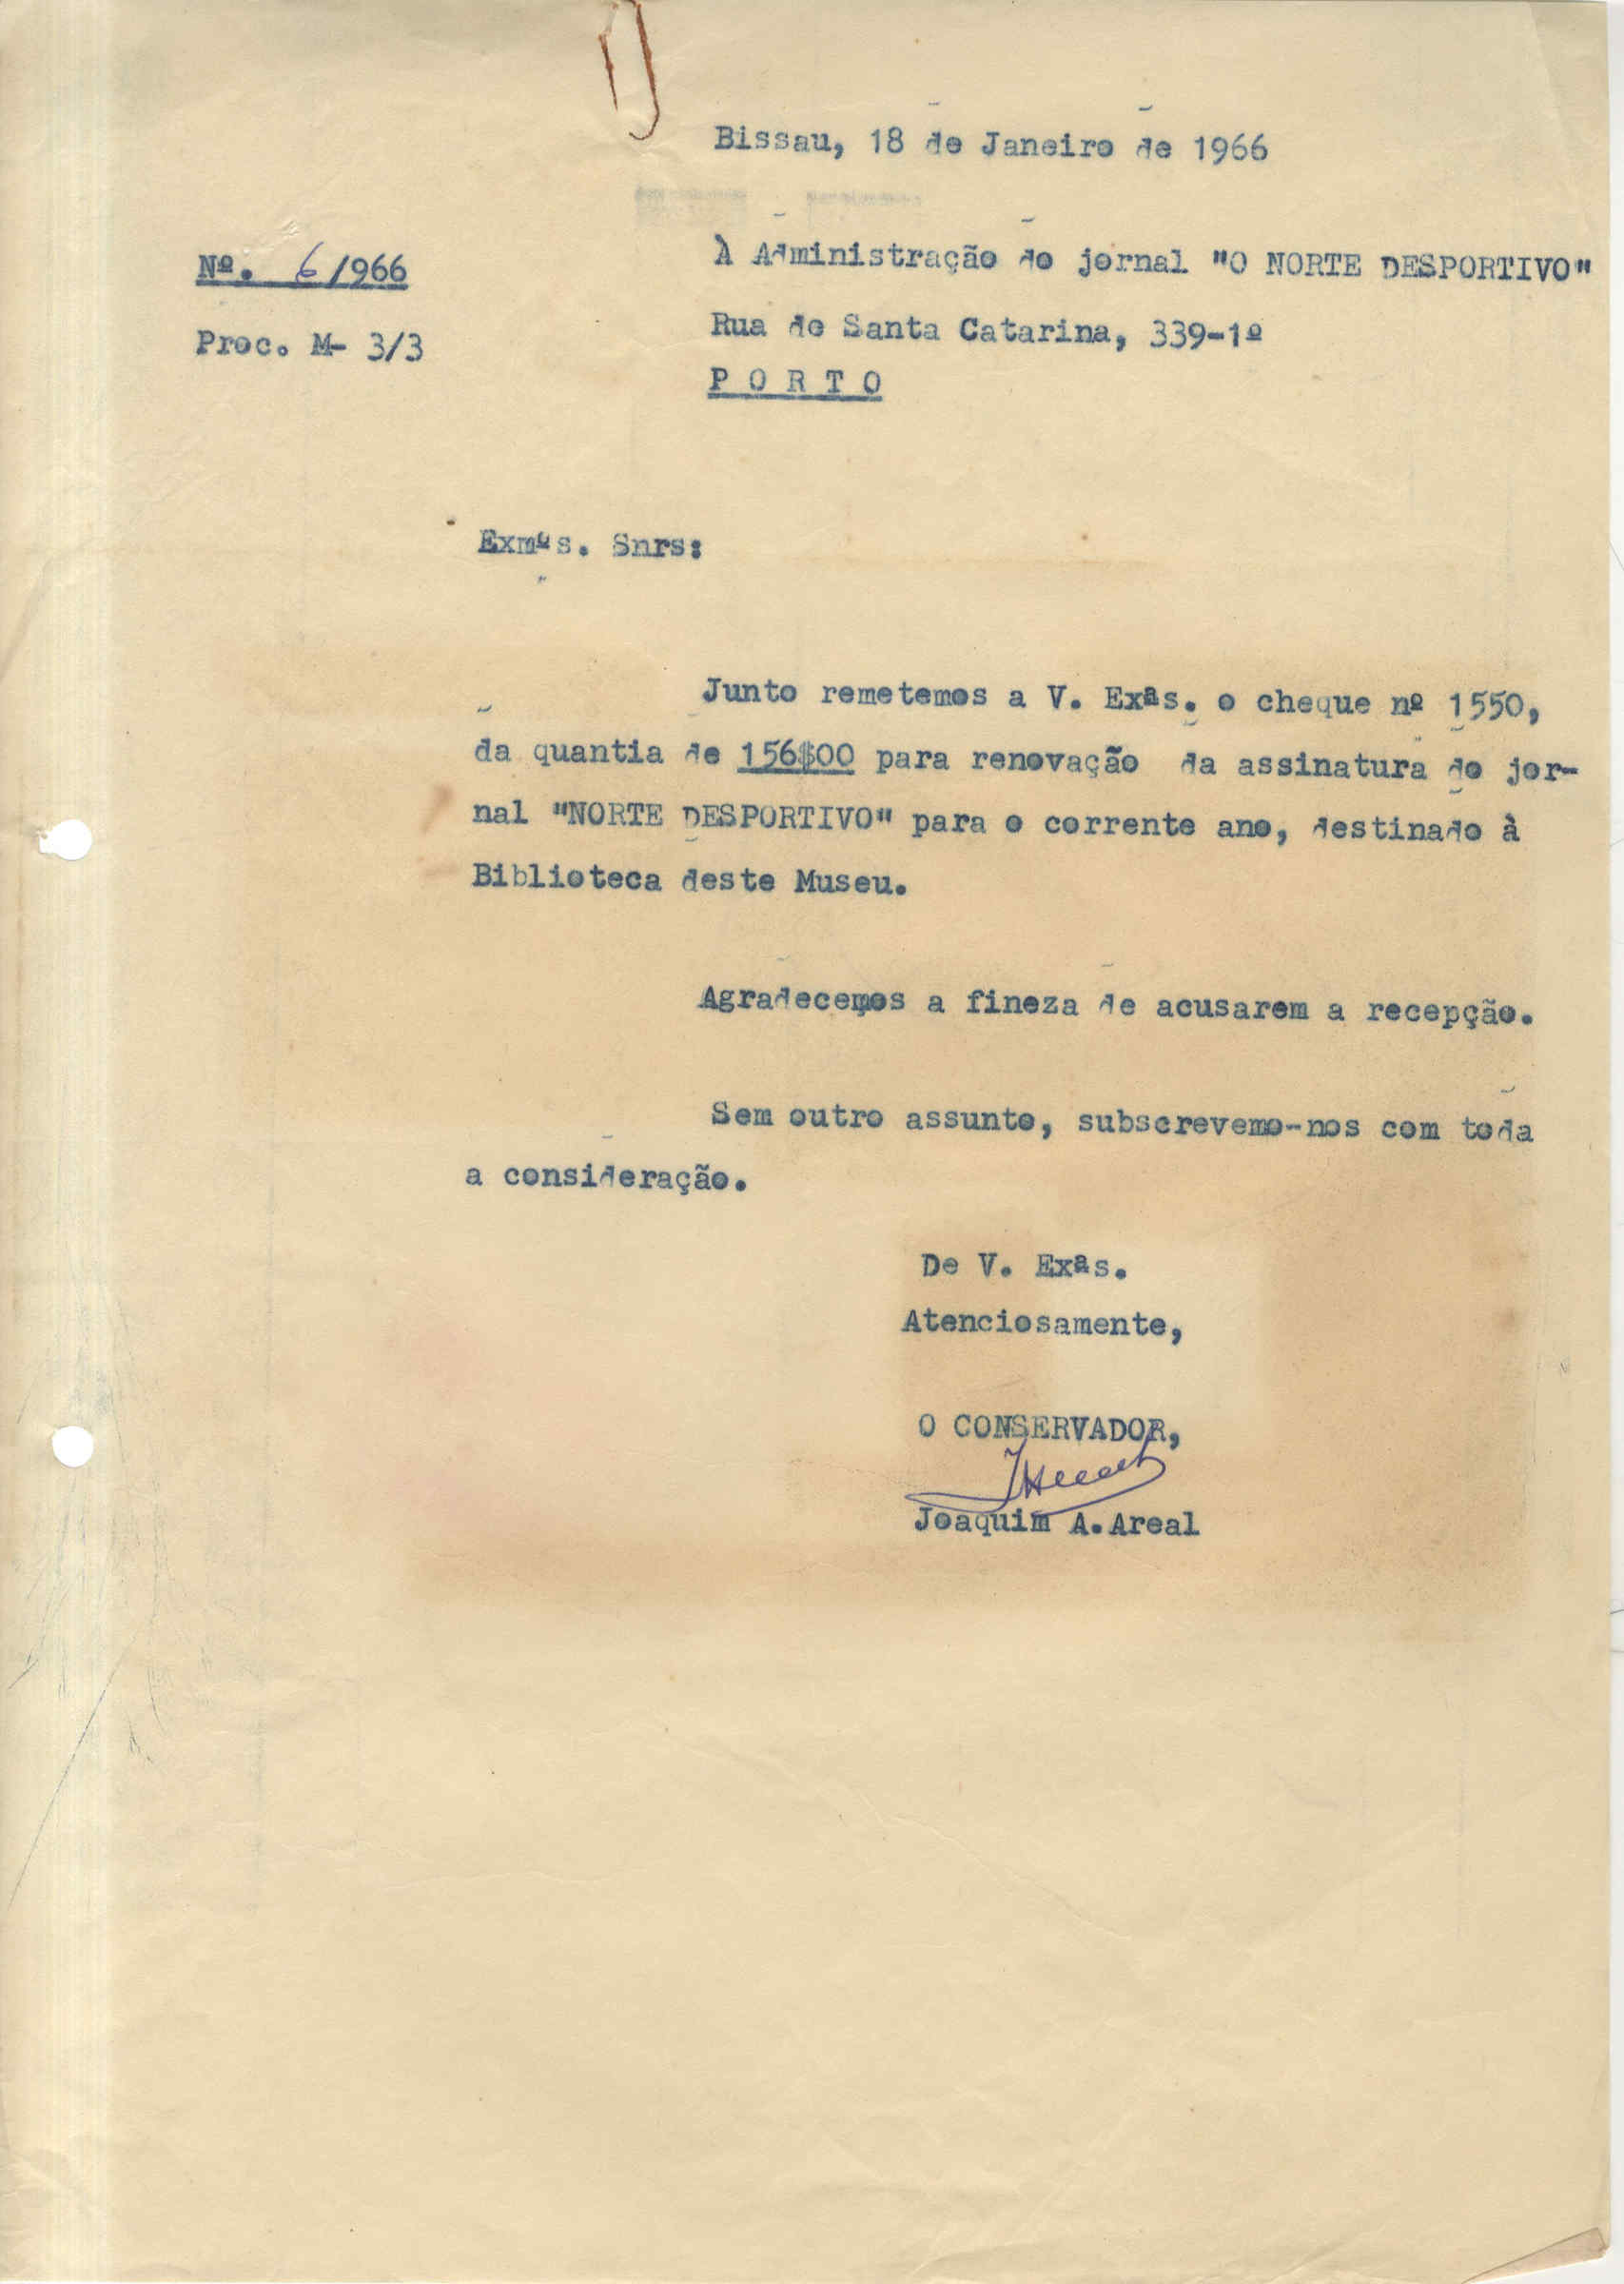 Bissau, 18 de Janeiro de 1966
Nº. 6/966
À Administração do jornal "O NORTE DESPORTIVO"
Proc. M- 3/3
Rua de Santa Catarina, 339-1º
P O R T O
Exmºs. Snrs:
Junto remetemos a V. Exªs. o cheque nº 1550,
da quantia de 156$00 para renovação da assinatura do jor-
nal "NORTE DESPORTIVO" para o corrente ano, destinado à
Biblioteca deste Museu.
Agradecemos a fineza de acusarem a recepção.
Sem outro assunto, subscrevemo-nos com toda
a consideração.
De V. Exªs.
Atenciosamente,
O CONSERVADOR,
Joaquim A. Areal